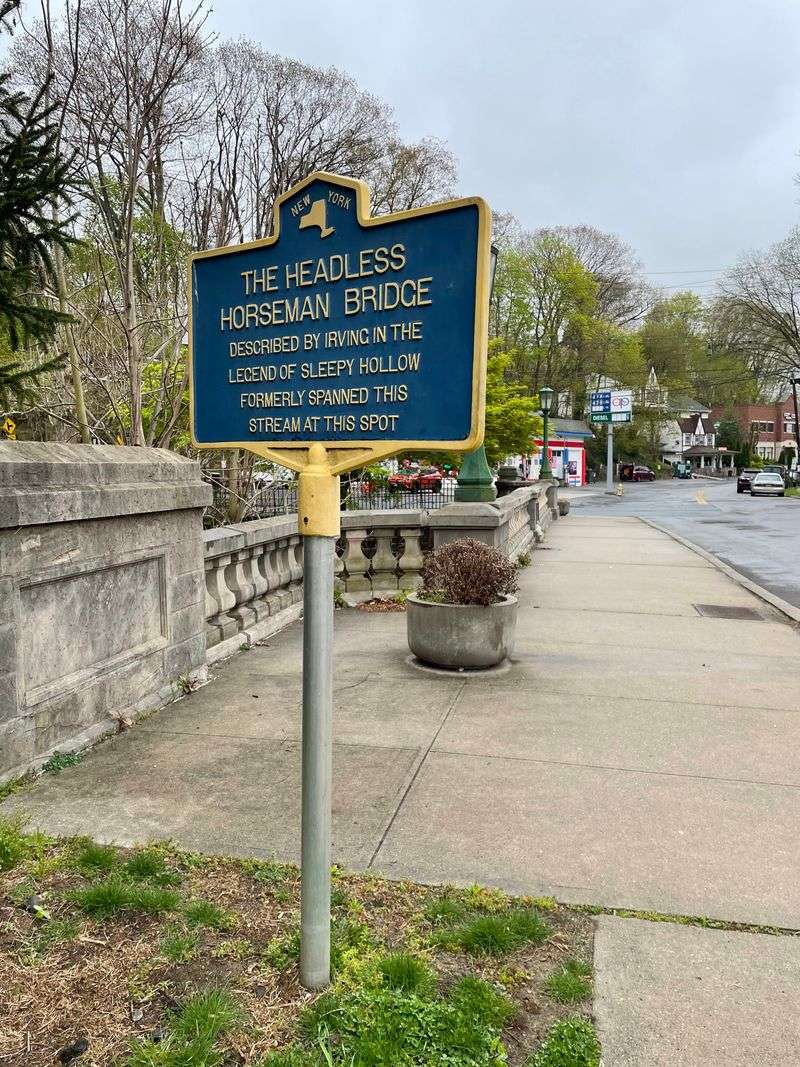 NEW YORK
THE HEADLESS
HORSEMAN BRIDGE
DESCRIBED BY IRVING IN THE
LEGEND OF SLEEPY HOLLOW
FORMERLY SPANNED THIS
STREAM AT THIS SPOT
DIESEL